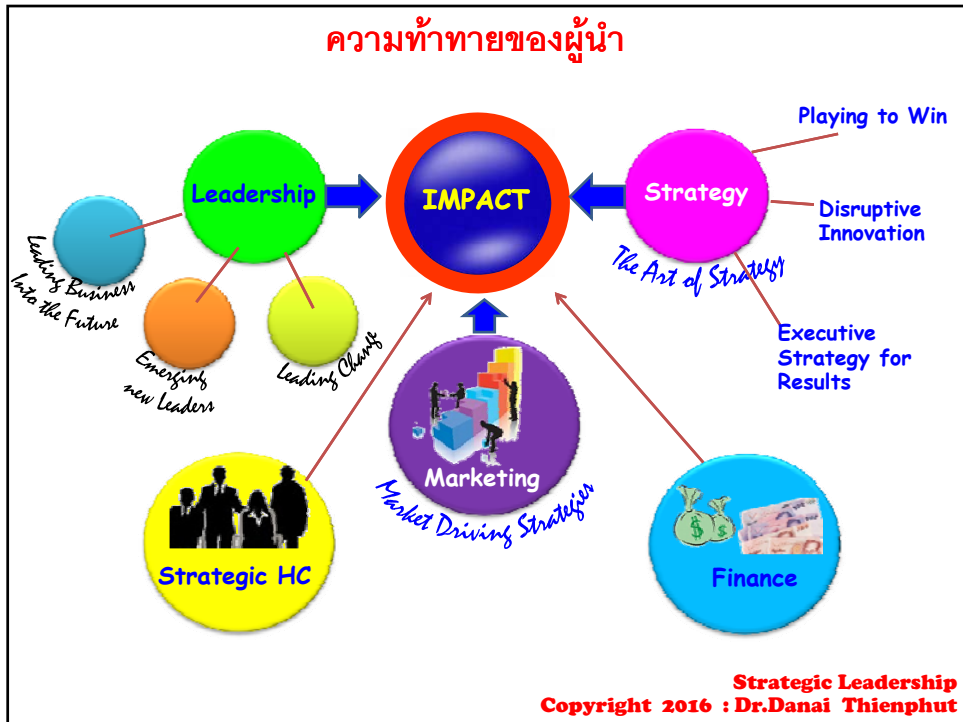 ความท้าทายของผู้นำ
Leadership
Leading Business
Into the Future
Emerging
new Leaders
Leading Change
IMPACT
Strategy
The Art of Strategy
Playing to Win
Disruptive
Innovation
Executive
Strategy for
Results
Marketing
Market Driving Strategies
Strategic HC
$
$
Finance
Strategic Leadership
Copyright 2016 : Dr.Danai Thienphut